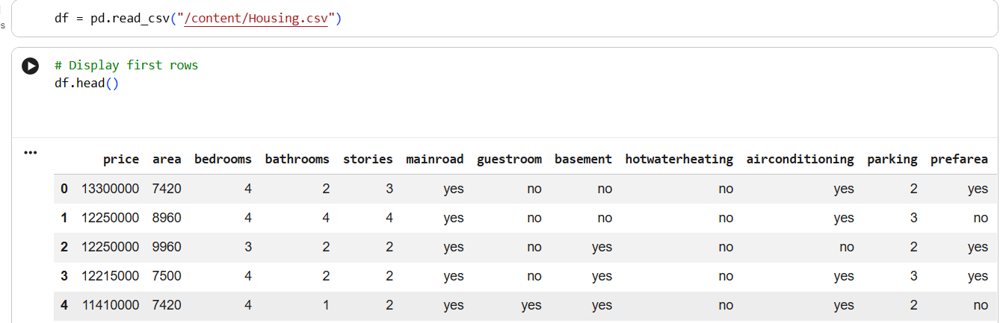 df = pd.read_csv("/content/Housing.csv")
s
# Display first rows
df.head()
price area bedrooms bathrooms stories mainroad guestroom basement hotwaterheating airconditioning parking prefarea
0 13300000 7420 4 2 3 yes no no no yes 2 yes
1 12250000 8960 4 4 4 yes no no no yes 3 no
2 12250000 9960 3 2 2 yes no yes no no 2 yes
3 12215000 7500 4 2 2 yes no yes no yes 3 yes
4 11410000 7420 4 1 2 yes yes yes no yes 2 no